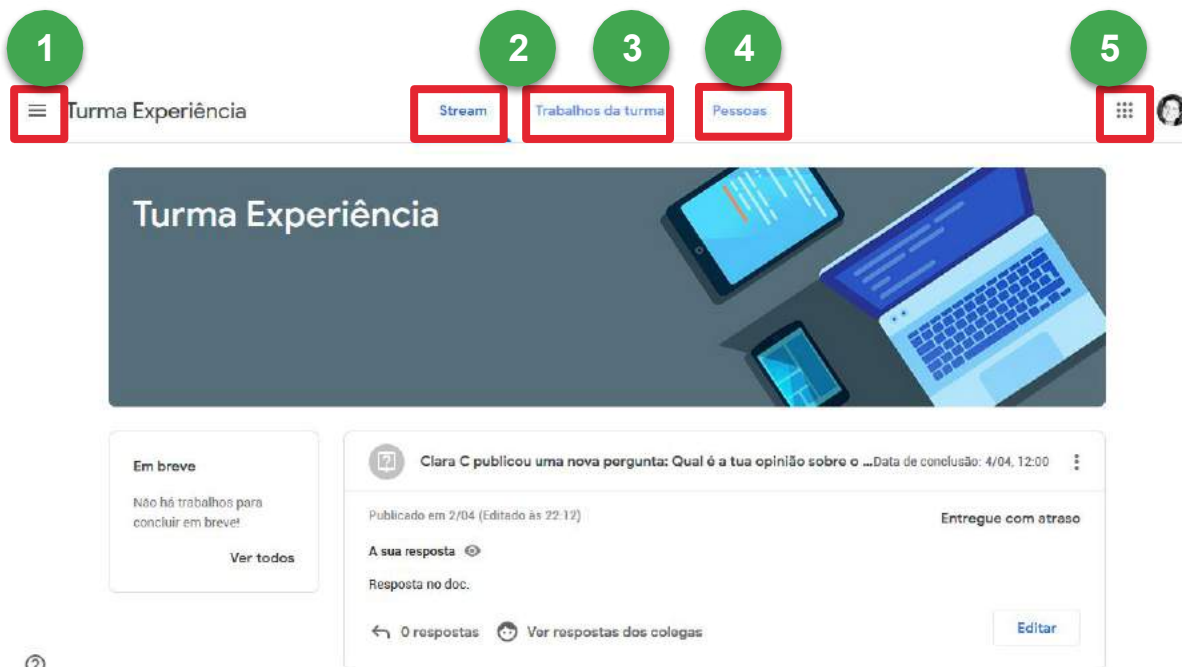 1 2 3 4 5
Turma Experiência Stream Trabalhos da turma Pessoas
Turma Experiência
Em breve
Não há trabalhos para
concluir em breve!
Ver todos
Clara C publicou uma nova pergunta: Qual é a tua opinião sobre o ...Data de conclusão: 4/04, 12:00
Publicado em 2/04 (Editado às 22:12)
Entregue com atraso
A sua resposta
Resposta no doc.
0 respostas Ver respostas dos colegas
Editar